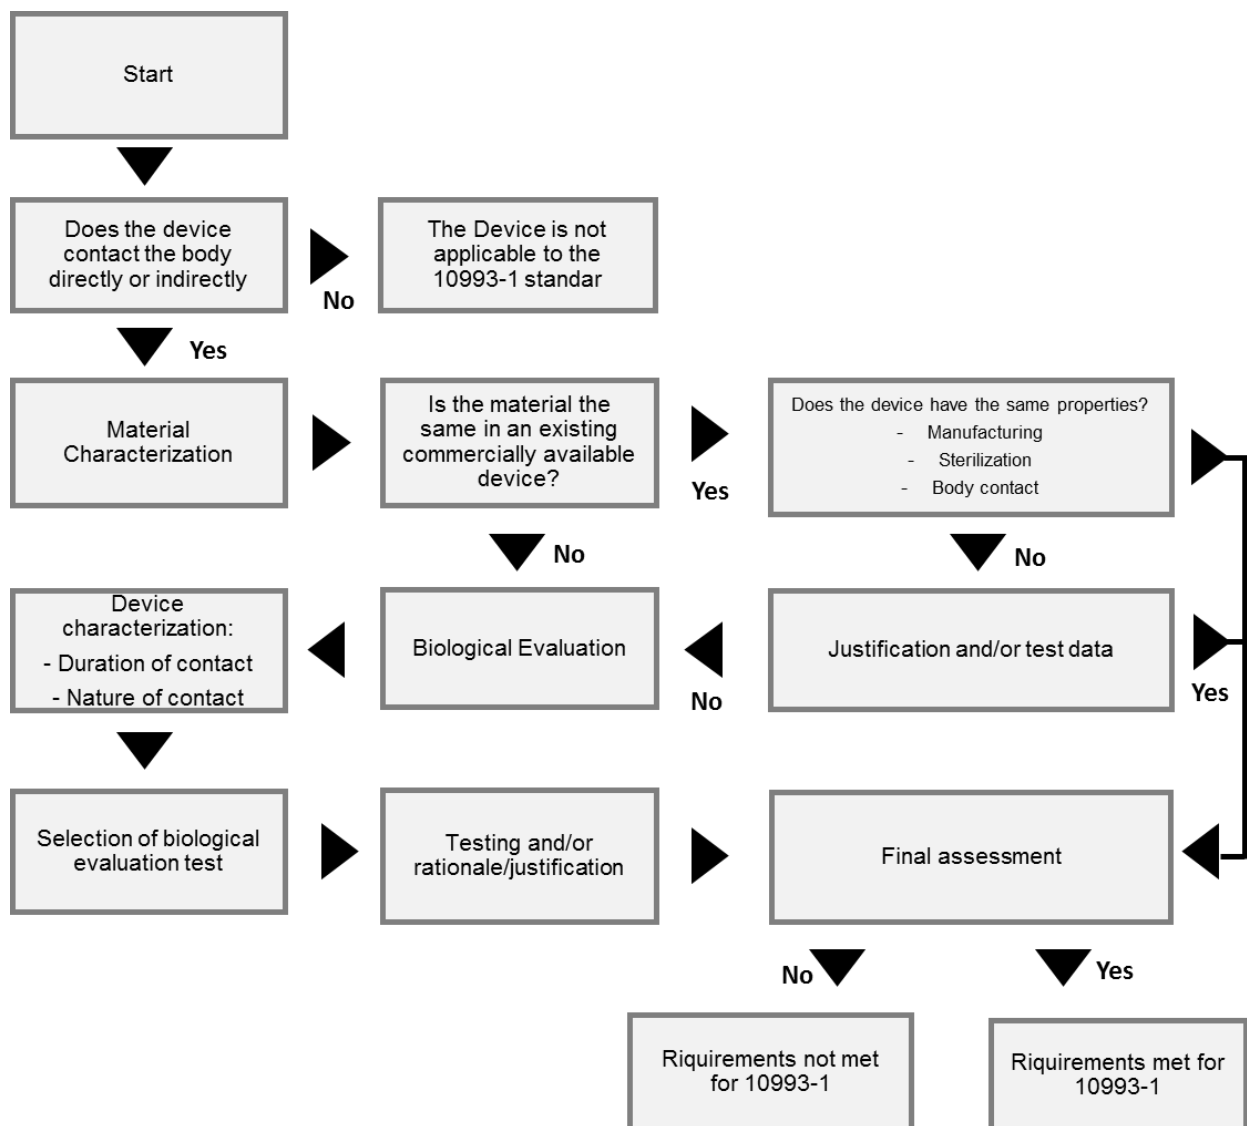 Start
Does the device
contact the body
directly or indirectly
No
The Device is not
applicable to the
10993-1 standar
Yes
Material
Characterization
Is the material the
same in an existing
commercially available
device?
Yes
Does the device have the same properties?
- Manufacturing
- Sterilization
- Body contact
No
No
Device
characterization:
- Duration of contact
- Nature of contact
Biological Evaluation
No
Justification and/or test data
Yes
Selection of biological
evaluation test
Testing and/or
rationale/justification
Final assessment
No
Yes
Riquirements not met
for 10993-1
Riquirements met for
10993-1